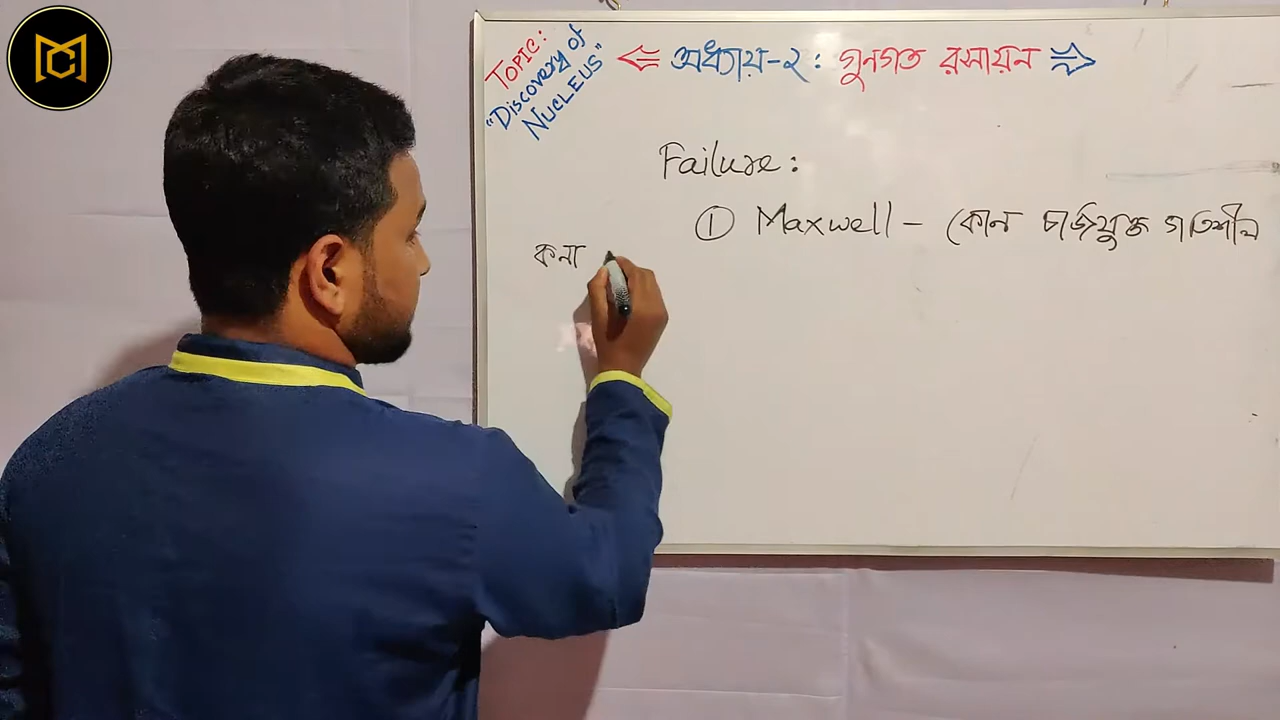 TOPIC:
"Discovery of
NUCLEUS"
অধ্যায়-২: গুনগত রসায়ন
Failure:
① Maxwell - কোন চার্জযুক্ত গতিশীল
কনা